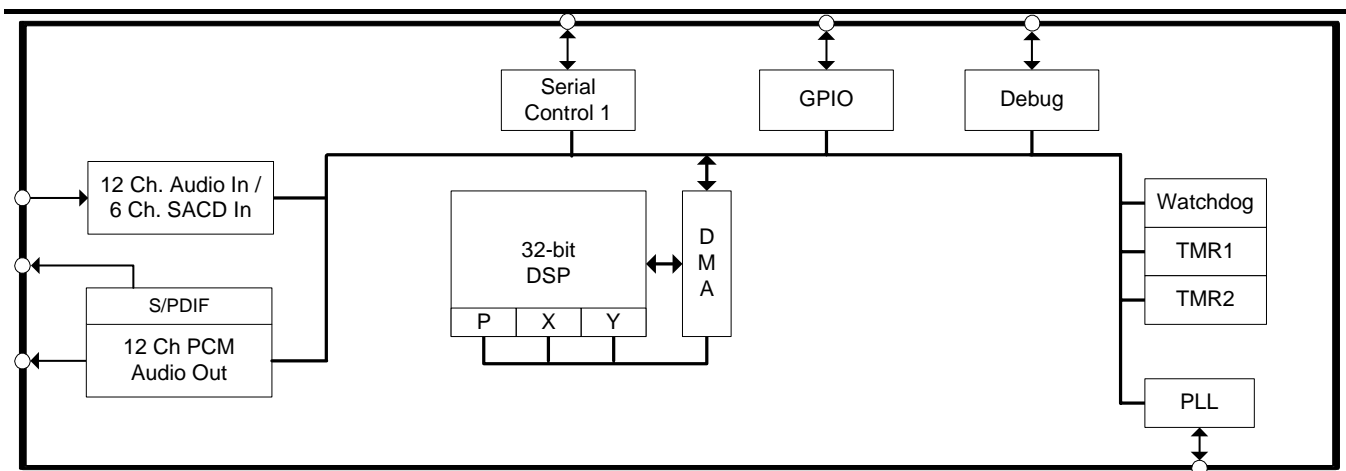 Serial
Control 1
GPIO
Debug
12 Ch. Audio In /
6 Ch. SACD In
S/PDIF
12 Ch PCM
Audio Out
32-bit
DSP
P X Y
D
M
A
Watchdog
TMR1
TMR2
PLL